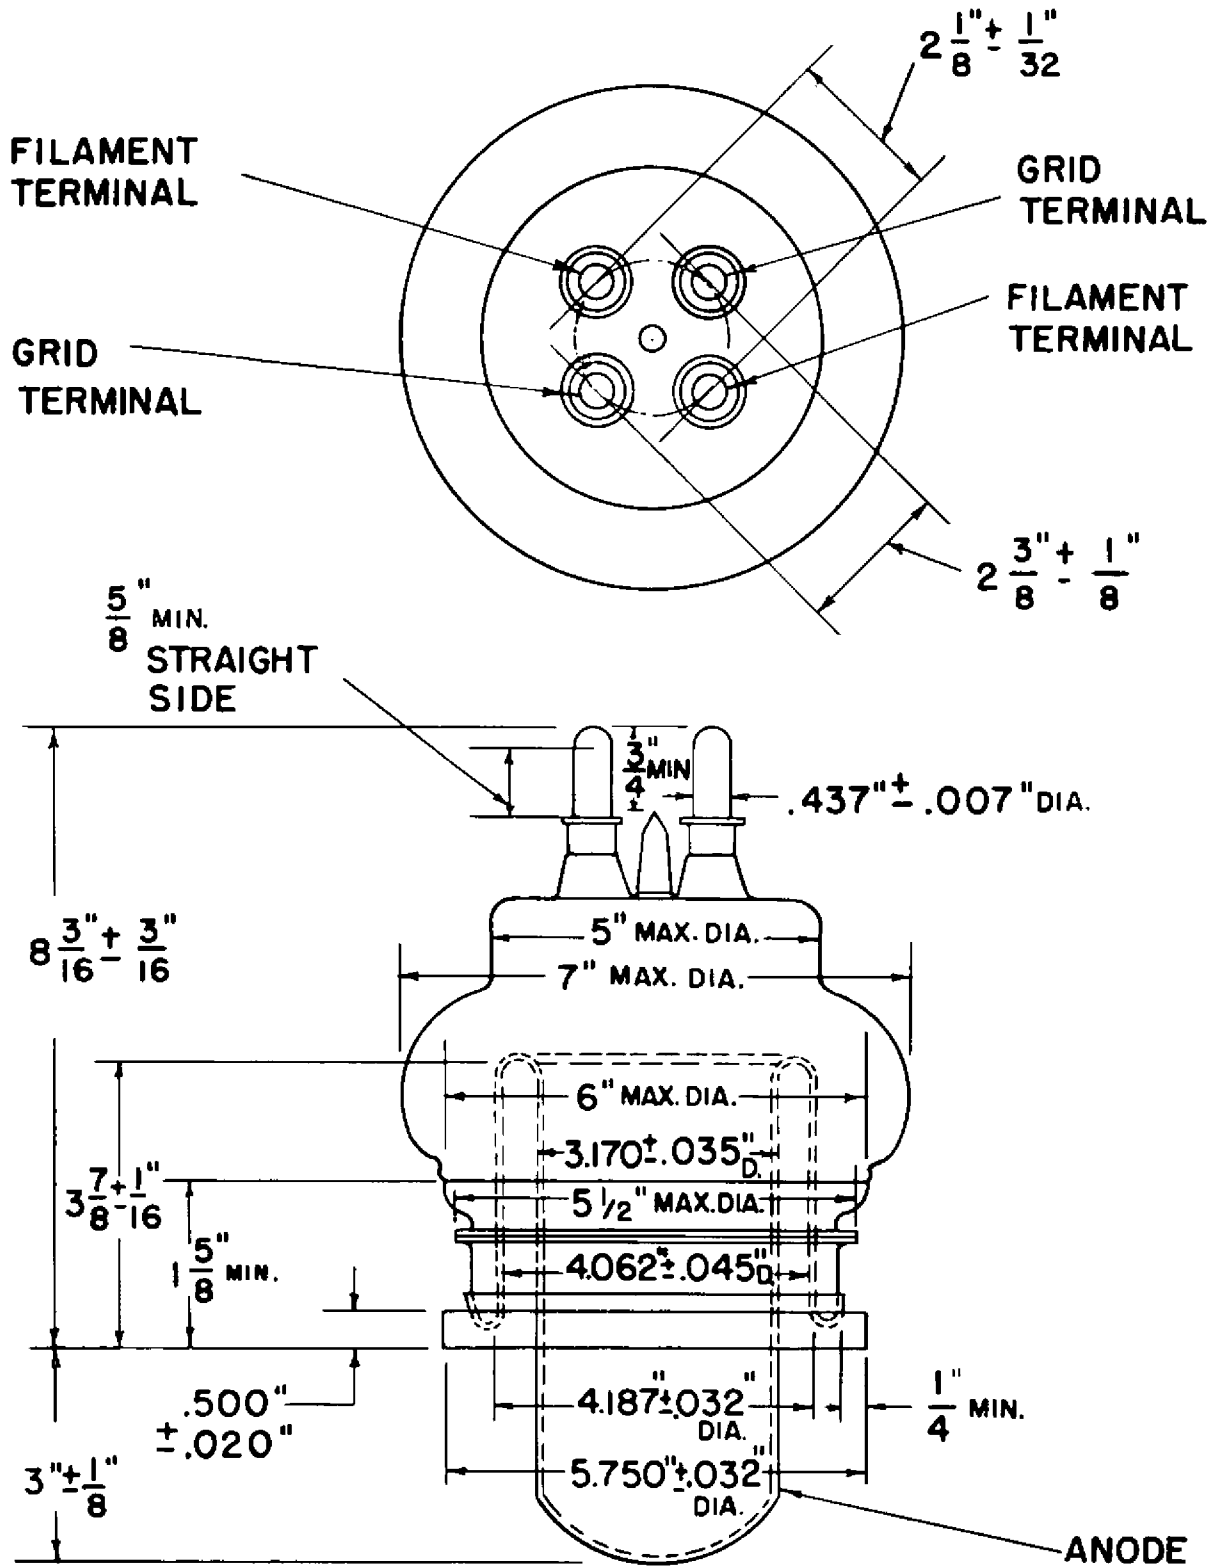 2 1/8" ± 1/32"
FILAMENT
TERMINAL
GRID
TERMINAL
FILAMENT
TERMINAL
GRID
TERMINAL
2 3/8" ± 1/8"
5/8" MIN.
STRAIGHT
SIDE
3/4" MIN
.437" ± .007" DIA.
8 3/16" ± 3/16"
5" MAX. DIA.
7" MAX. DIA.
6" MAX. DIA.
3.170 ± .035" D.
3 7/8 ± 1/16"
5 1/2" MAX. DIA.
1 5/8" MIN.
4.062" ± .045" D.
.500"
± .020"
4.187" ± .032"
DIA.
1/4" MIN.
3" ± 1/8"
5.750" ± .032"
DIA.
ANODE